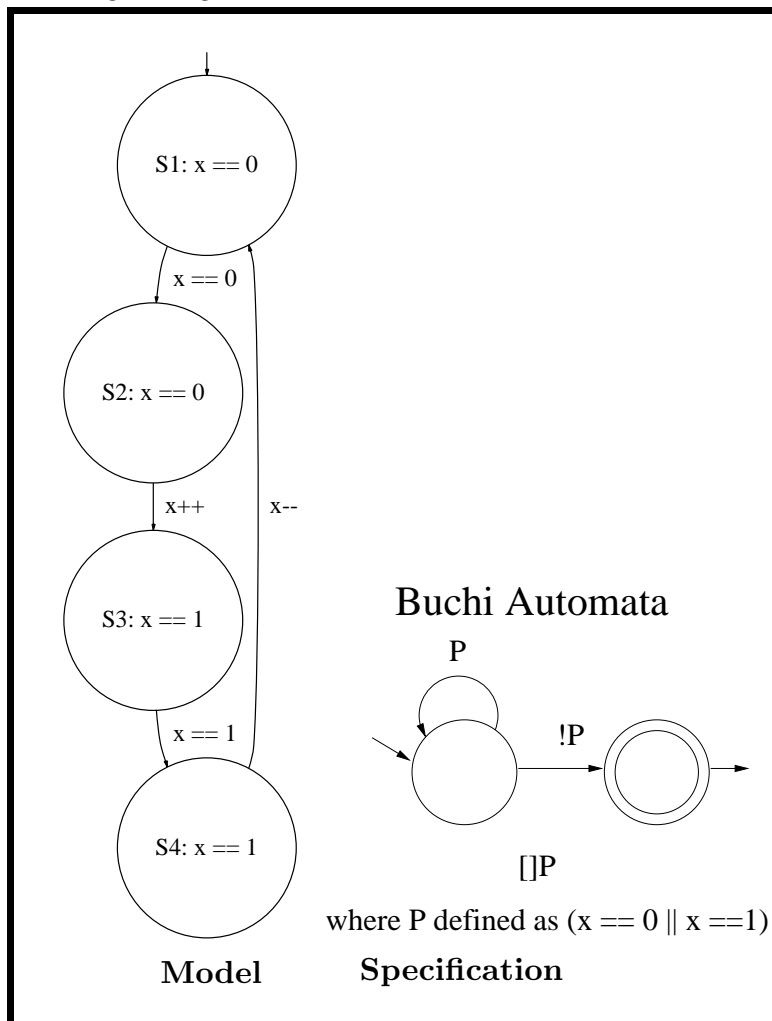 S1: x == 0
x == 0
S2: x == 0
x++
x--
S3: x == 1
x == 1
S4: x == 1
Model
Buchi Automata
P
!P
[]P
where P defined as (x == 0 || x ==1)
Specification